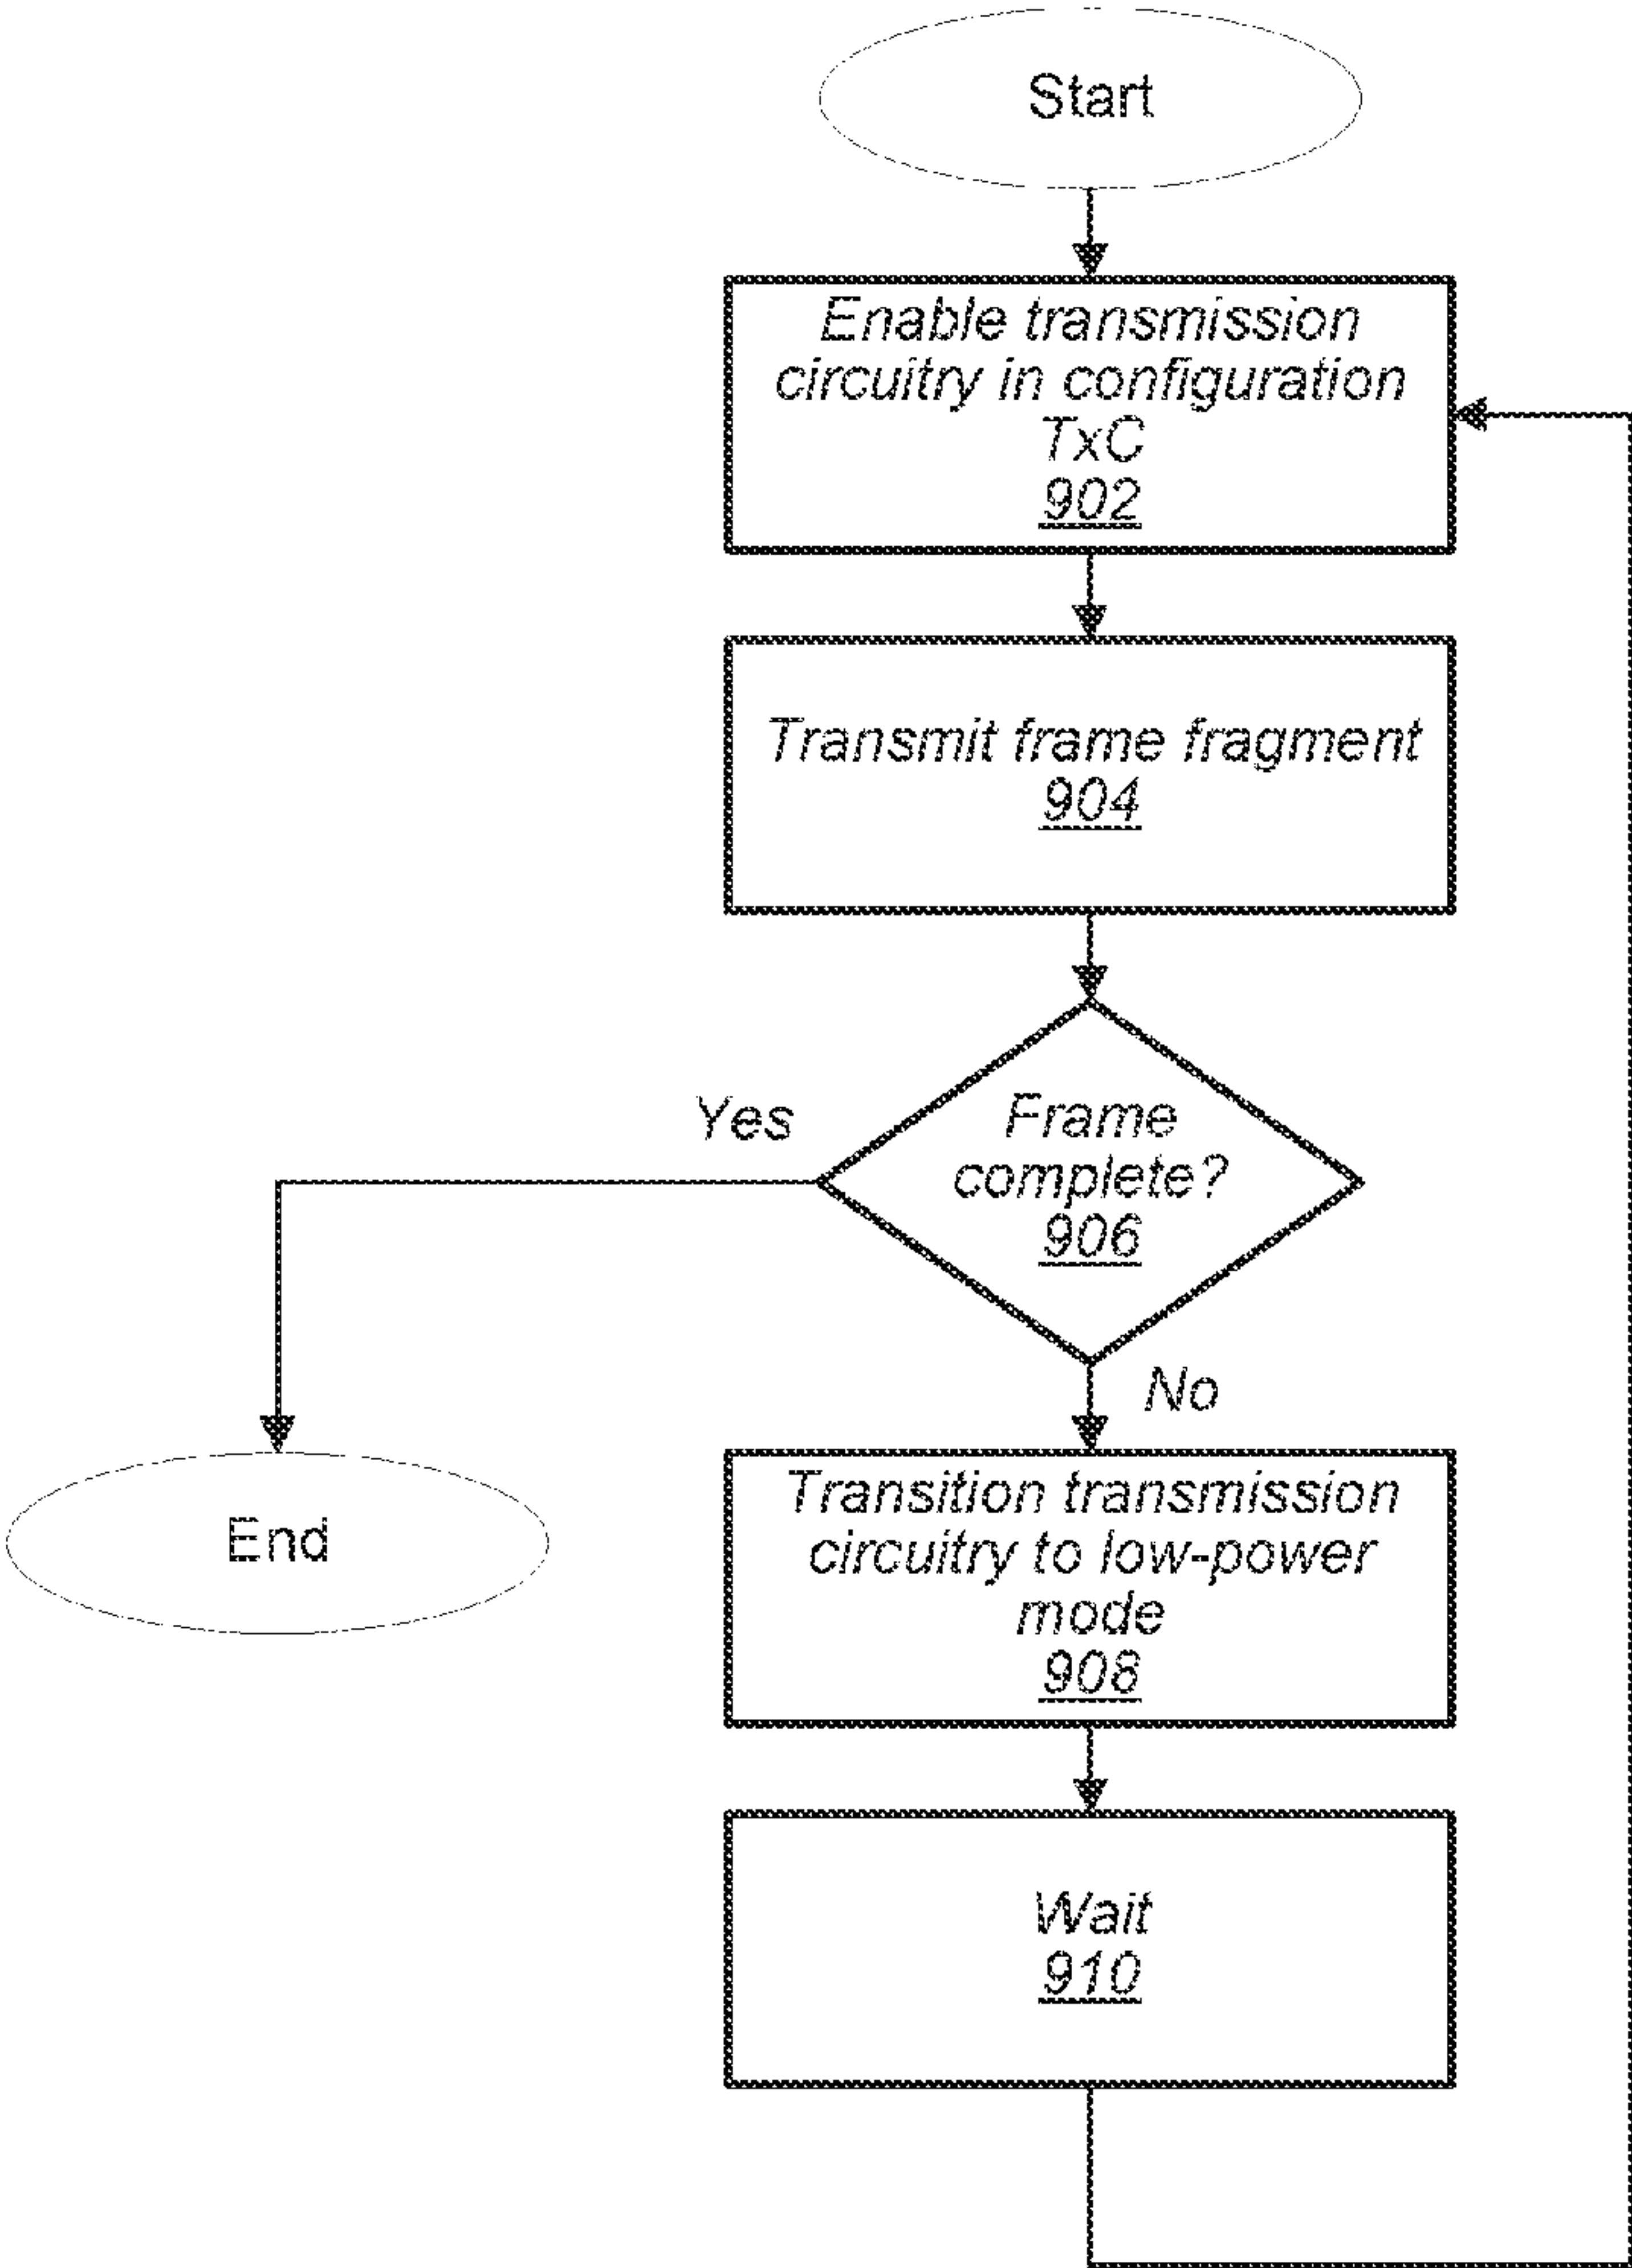 Start
Enable transmission
circuitry in configuration
TxC
902
Transmit frame fragment
904
Yes
Frame
complete?
906
No
End
Transition transmission
circuitry to low-power
mode
908
Wait
910